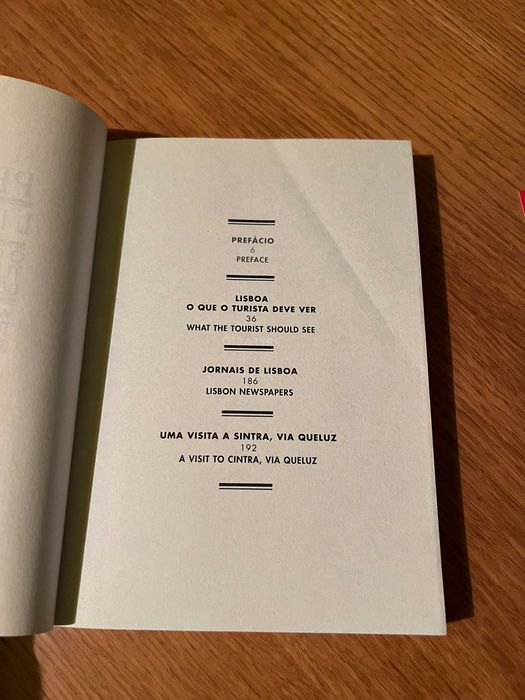 PREFÁCIO
6
PREFACE
LISBOA
O QUE O TURISTA DEVE VER
36
WHAT THE TOURIST SHOULD SEE
JORNAIS DE LISBOA
186
LISBON NEWSPAPERS
UMA VISITA A SINTRA, VIA QUELUZ
192
A VISIT TO CINTRA, VIA QUELUZ